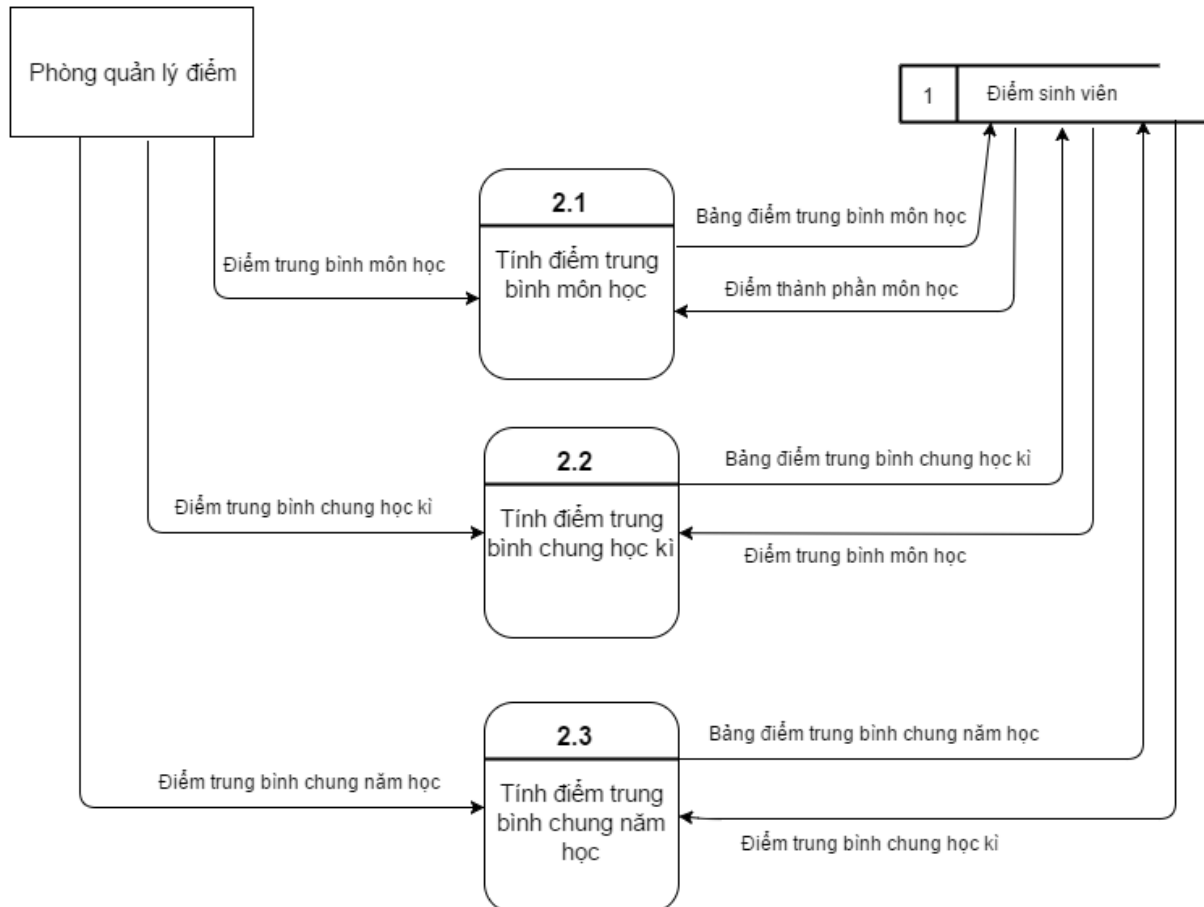 Phòng quản lý điểm
1
Điểm sinh viên
2.1
Tính điểm trung
bình môn học
Bảng điểm trung bình môn học
Điểm trung bình môn học
Điểm thành phần môn học
2.2
Tính điểm trung
bình chung học kì
Bảng điểm trung bình chung học kì
Điểm trung bình chung học kì
Điểm trung bình môn học
2.3
Tính điểm trung
bình chung năm
học
Bảng điểm trung bình chung năm học
Điểm trung bình chung năm học
Điểm trung bình chung học kì